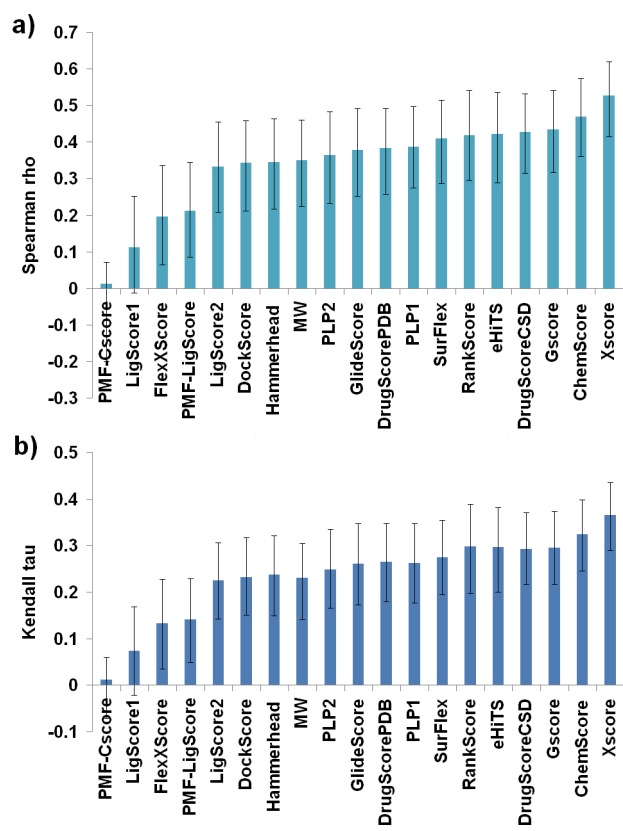 a)
Spearman rho
0.7
0.6
0.5
0.4
0.3
0.2
0.1
0
-0.1
-0.2
-0.3
PMF-Cscore
LigScore1
FlexXScore
PMF-LigScore
LigScore2
DockScore
Hammerhead
MW
PLP2
GlideScore
DrugScorePDB
PLP1
SurFlex
RankScore
eHiTS
DrugScoreCSD
Gscore
ChemScore
Xscore
b)
Kendall tau
0.5
0.4
0.3
0.2
0.1
0
-0.1
PMF-Cscore
LigScore1
FlexXScore
PMF-LigScore
LigScore2
DockScore
Hammerhead
MW
PLP2
GlideScore
DrugScorePDB
PLP1
SurFlex
RankScore
eHiTS
DrugScoreCSD
Gscore
ChemScore
Xscore